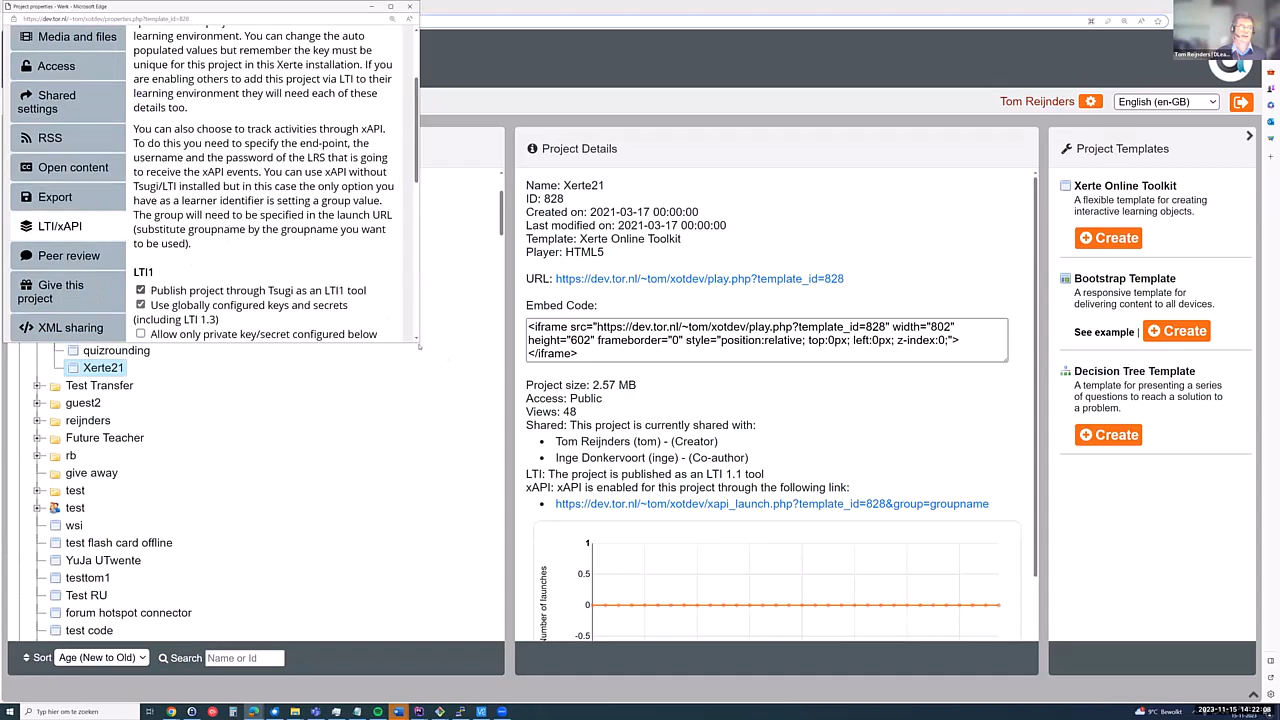 Project properties - Werk - Microsoft Edge
https://dev.tor.nl/~tom/xotdev/properties.php?template_id=828
Media and files
Access
Shared
settings
RSS
Open content
Export
LTI/xAPI
Peer review
Give this
project
XML sharing
learning environment. You can change the auto
populated values but remember the key must be
unique for this project in this Xerte installation. If you
are enabling others to add this project via LTI to their
learning environment they will need each of these
details too.
You can also choose to track activities through xAPI.
To do this you need to specify the end-point, the
username and the password of the LRS that is going
to receive the xAPI events. You can use xAPI without
Tsugi/LTI installed but in this case the only option you
have as a learner identifier is setting a group value.
The group will need to be specified in the launch URL
(substitute groupname by the groupname you want
to be used).
LTI1
Publish project through Tsugi as an LTI1 tool
Use globally configured keys and secrets
(including LTI 1.3)
Allow only private key/secret configured below
quizrounding
Xerte21
Test Transfer
guest2
reijnders
Future Teacher
rb
give away
test
test
wsi
test flash card offline
YuJa UTwente
testtom1
Test RU
forum hotspot connector
test code
Sort
Age (New to Old)
Search
Name or Id
Tom Reijnders
English (en-GB)
Project Details
Name: Xerte21
ID: 828
Created on: 2021-03-17 00:00:00
Last modified on: 2021-03-17 00:00:00
Template: Xerte Online Toolkit
Player: HTML5
URL: https://dev.tor.nl/~tom/xotdev/play.php?template_id=828
Embed Code:
<iframe src="https://dev.tor.nl/~tom/xotdev/play.php?template_id=828" width="802"
height="602" frameborder="0" style="position:relative; top:0px; left:0px; z-index:0;">
</iframe>
Project size: 2.57 MB
Access: Public
Views: 48
Shared: This project is currently shared with:
• Tom Reijnders (tom) - (Creator)
• Inge Donkervoort (inge) - (Co-author)
LTI: The project is published as an LTI 1.1 tool
xAPI: xAPI is enabled for this project through the following link:
• https://dev.tor.nl/~tom/xotdev/xapi_launch.php?template_id=828&group=groupname
1
0.5
0
-0.5
Number of launches
Project Templates
Xerte Online Toolkit
A flexible template for creating
interactive learning objects.
Create
Bootstrap Template
A responsive template for
delivering content to all devices.
See example |
Create
Decision Tree Template
A template for presenting a series
of questions to reach a solution to
a problem.
Create
Typ hier om te zoeken
9°C Bewolkt
2023-11-15 14:22:08
15-11-2023